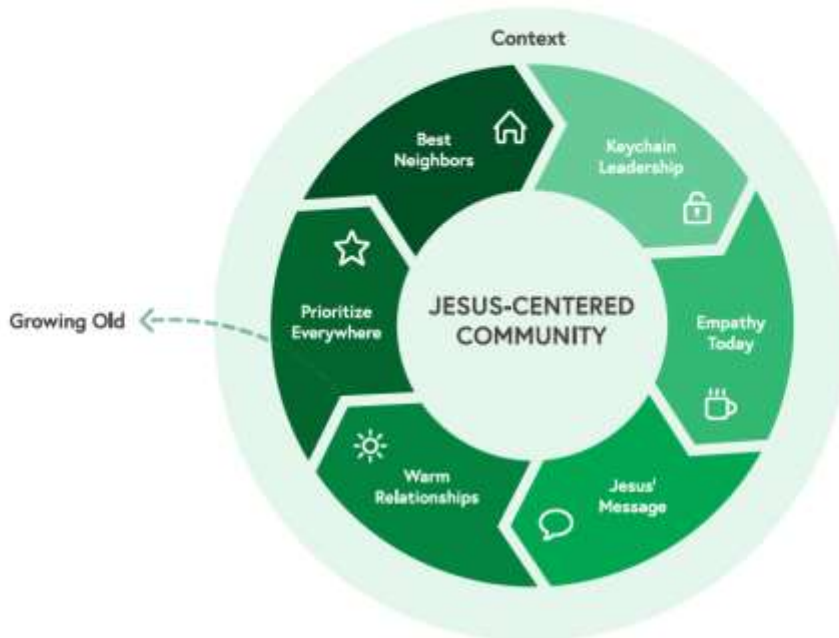 Context
Best
Neighbors
Keychain
Leadership
Prioritize
Everywhere
JESUS-CENTERED
COMMUNITY
Empathy
Today
Growing Old
Warm
Relationships
Jesus'
Message